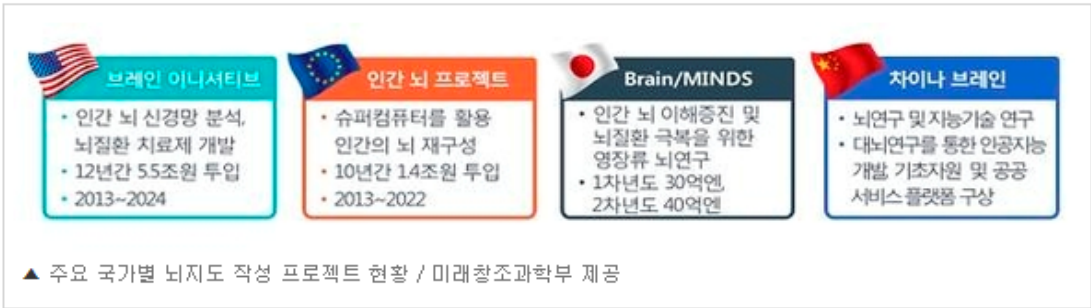 브레인 이니셔티브
• 인간 뇌 신경망 분석,
뇌질환 치료제 개발
• 12년간 5.5조원 투입
• 2013~2024
인간 뇌 프로젝트
• 슈퍼컴퓨터를 활용
인간의 뇌 재구성
• 10년간 1.4조원 투입
• 2013~2022
Brain/MINDS
• 인간 뇌 이해증진 및
뇌질환 극복을 위한
영장류 뇌연구
• 1차년도 30억엔,
2차년도 40억엔
차이나 브레인
• 뇌연구 및 지능기술 연구
• 대뇌연구를 통한 인공지능
개발, 기초자원 및 공공
서비스 플랫폼 구상
▲ 주요 국가별 뇌지도 작성 프로젝트 현황 / 미래창조과학부 제공